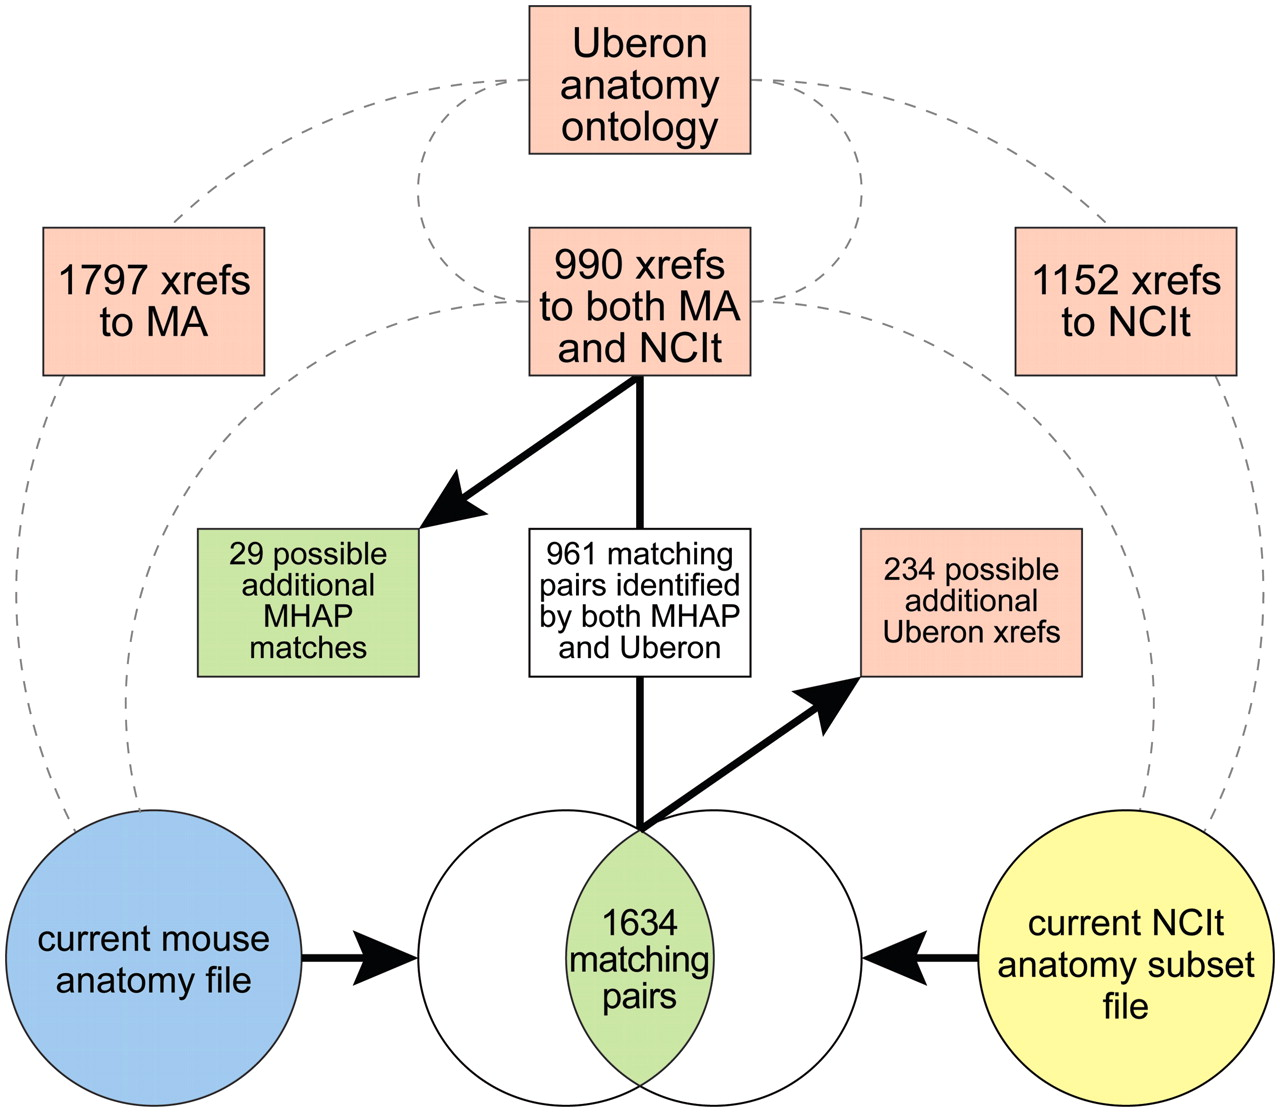 Uberon
anatomy
ontology
1797 xrefs
to MA
990 xrefs
to both MA
and NCIt
1152 xrefs
to NCIt
29 possible
additional
MHAP
matches
961 matching
pairs identified
by both MHAP
and Uberon
234 possible
additional
Uberon xrefs
current mouse
anatomy file
1634
matching
pairs
current NCIt
anatomy subset
file